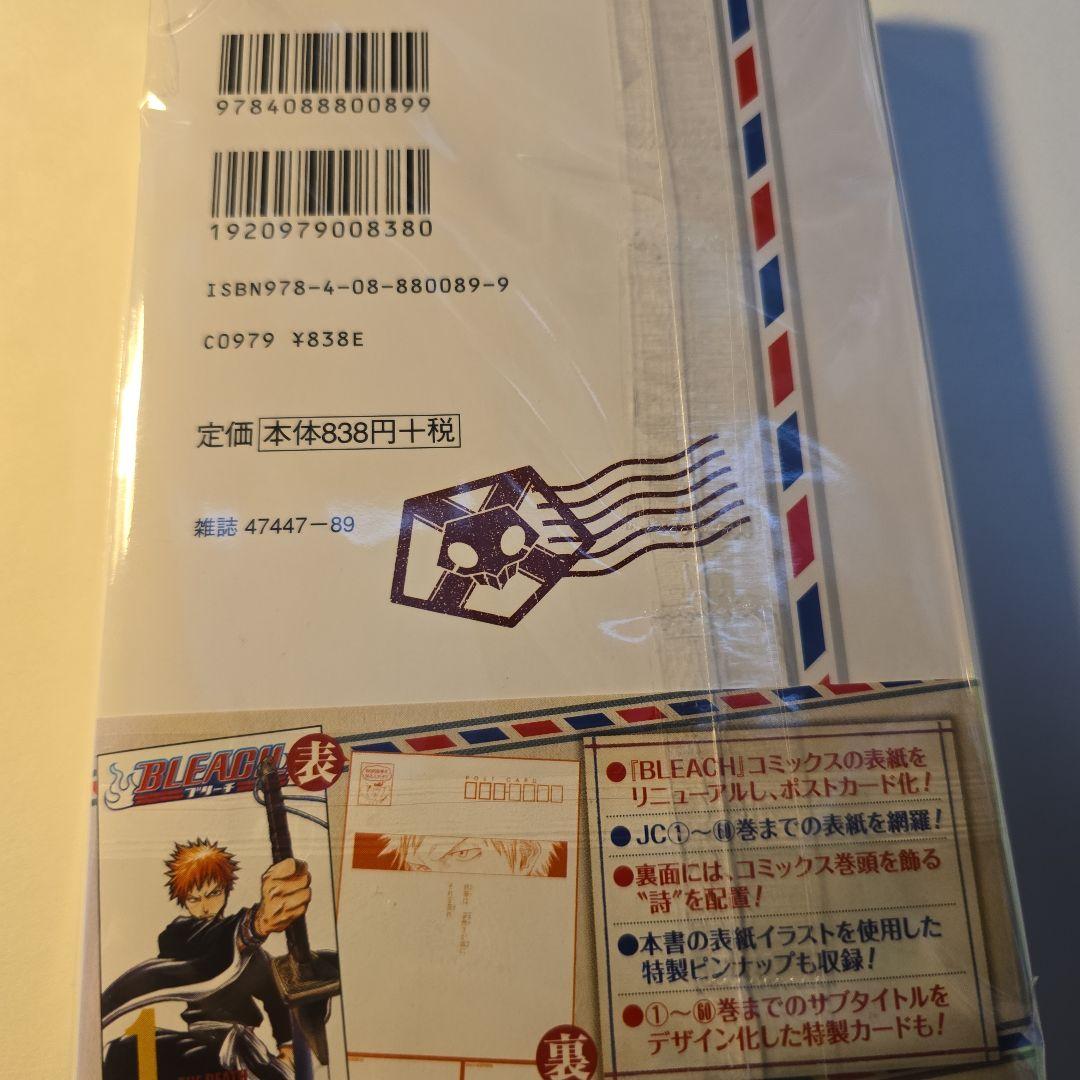 9784088800899
1920979008380
ISBN978-4-08-880089-9
C0979 ¥838E
定価 本体838円+税
雑誌 47447-89
BLEACH
ブリーチ
表
POST CARD
1
THE DEATH
裏
●『BLEACH』コミックスの表紙を
リニューアルし、ポストカード化！
●JC①～㊿巻までの表紙を網羅！
●裏面には、コミックス巻頭を飾る
“詩”を配置！
●本書の表紙イラストを使用した
特製ピンナップも収録！
●①～60巻までのサブタイトルを
デザイン化した特製カードも！